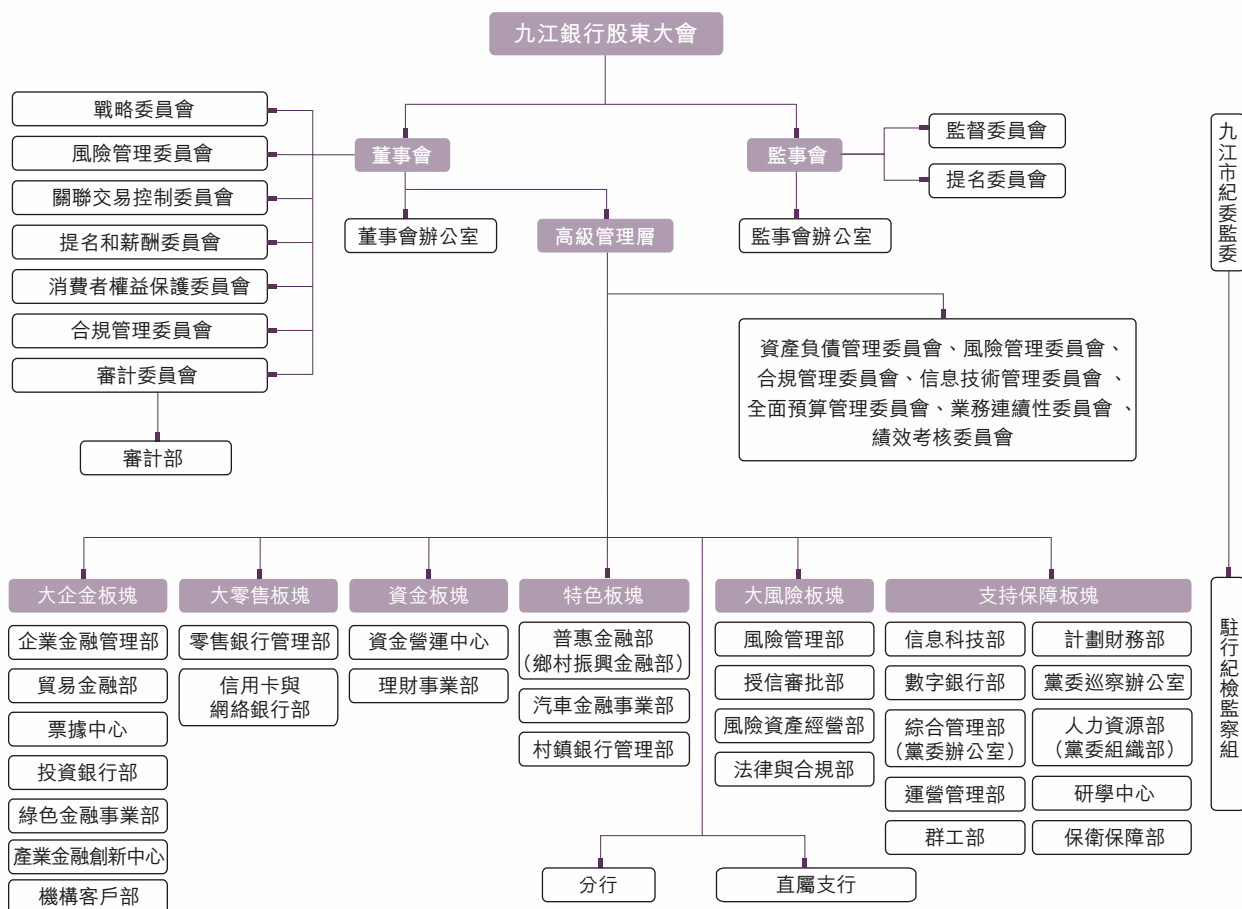 九江銀行股東大會
戰略委員會
風險管理委員會
關聯交易控制委員會
提名和薪酬委員會
消費者權益保護委員會
合規管理委員會
審計委員會
審計部
董事會
董事會辦公室
高級管理層
監事會
監事會辦公室
監督委員會
提名委員會
九江市紀委監委
資產負債管理委員會、風險管理委員會、
合規管理委員會、信息技術管理委員會 、
全面預算管理委員會、業務連續性委員會 、
績效考核委員會
大企金板塊
企業金融管理部
貿易金融部
票據中心
投資銀行部
綠色金融事業部
產業金融創新中心
機構客戶部
大零售板塊
零售銀行管理部
信用卡與
網絡銀行部
資金板塊
資金營運中心
理財事業部
特色板塊
普惠金融部
（鄉村振興金融部）
汽車金融事業部
村鎮銀行管理部
大風險板塊
風險管理部
授信審批部
風險資產經營部
法律與合規部
支持保障板塊
信息科技部
計劃財務部
數字銀行部
黨委巡察辦公室
綜合管理部
（黨委辦公室）
人力資源部
（黨委組織部）
運營管理部
研學中心
群工部
保衛保障部
駐行紀檢監察組
分行
直屬支行